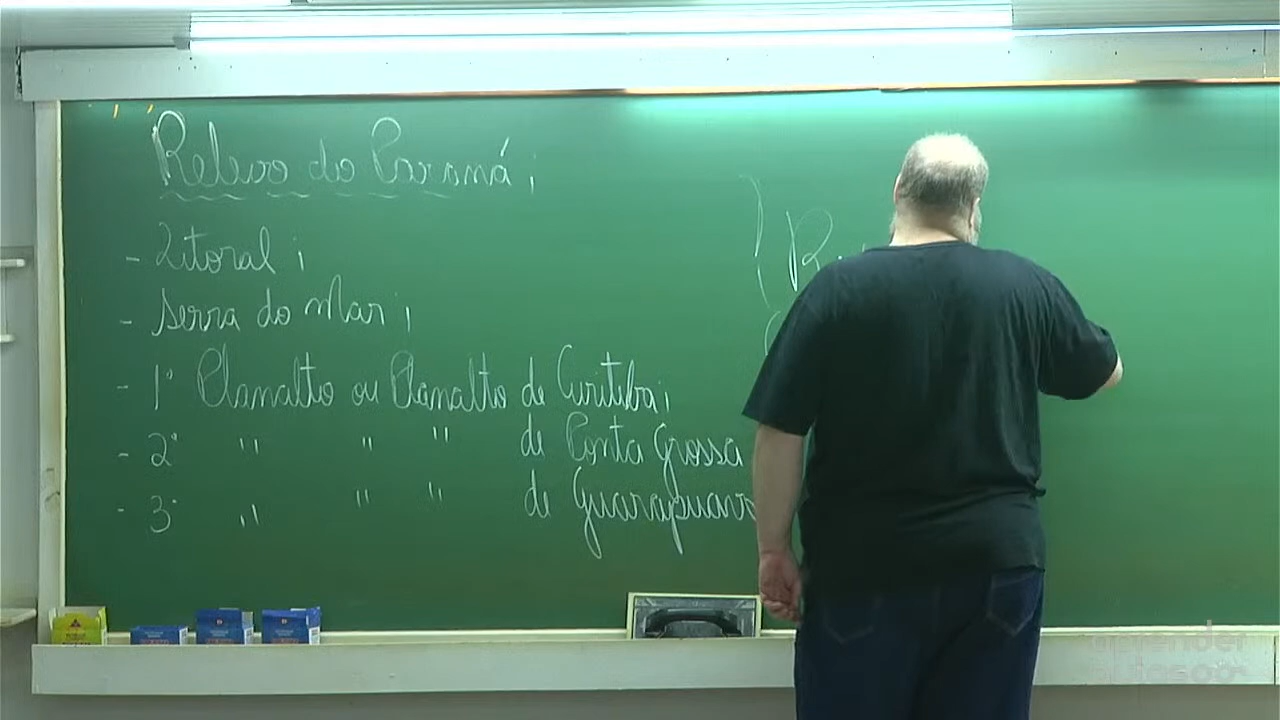 Relevo do Paraná;
- Litoral;
- Serra do Mar;
- 1º Planalto ou Planalto de Curitiba;
- 2º " " " de Ponta Grossa
- 3º " " " de Guarapuava